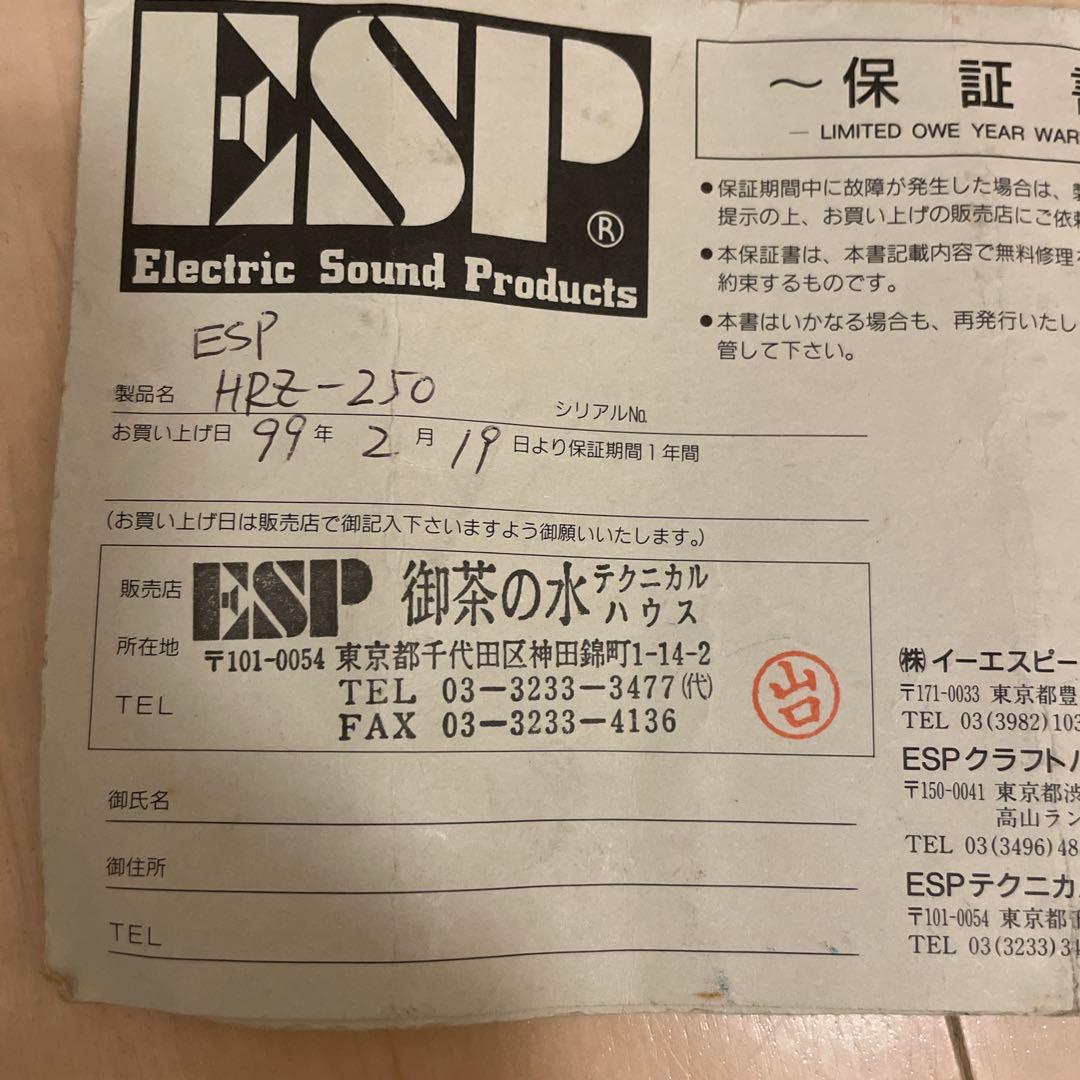 ESP®
Electric Sound Products
〜保証
— LIMITED OWE YEAR WAR
●保証期間中に故障が発生した場合は、
提示の上、お買い上げの販売店にご依頼
●本保証書は、本書記載内容で無料修理
約束するものです。
●本書はいかなる場合も、再発行いたし
管して下さい。
ESP
製品名 HRZ-250 シリアルNo.
お買い上げ日 99年 2月 19日より保証期間1年間
(お買い上げ日は販売店で御記入下さいますよう御願いいたします。)
販売店 ESP 御茶の水テクニカル
ハウス
所在地 〒101-0054 東京都千代田区神田錦町1-14-2
TEL TEL 03-3233-3477(代)
FAX 03-3233-4136
山口
御氏名
御住所
TEL
㈱イーエスピー
〒171-0033 東京都豊
TEL 03(3982)103
ESPクラフト
〒150-0041 東京都渋
高山ラン
TEL 03(3496)48
ESPテクニカ
〒101-0054 東京都
TEL 03(3233)34